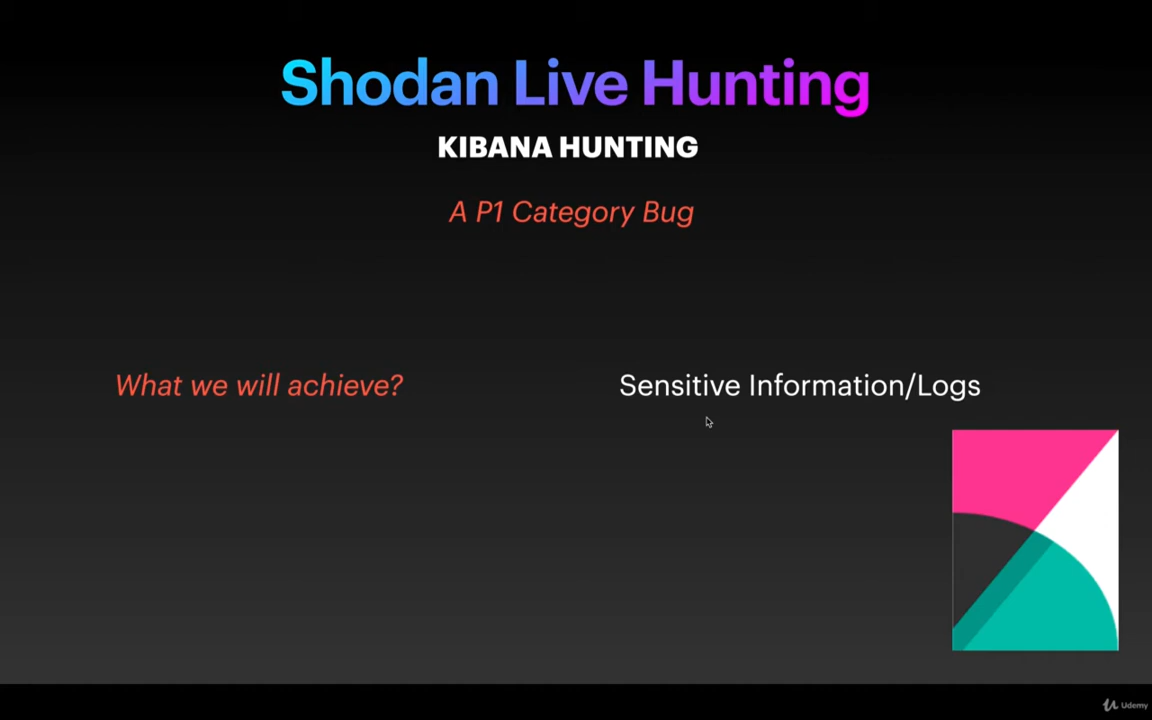 Shodan Live Hunting
KIBANA HUNTING
A P1 Category Bug
What we will achieve?
Sensitive Information/Logs
Udemy